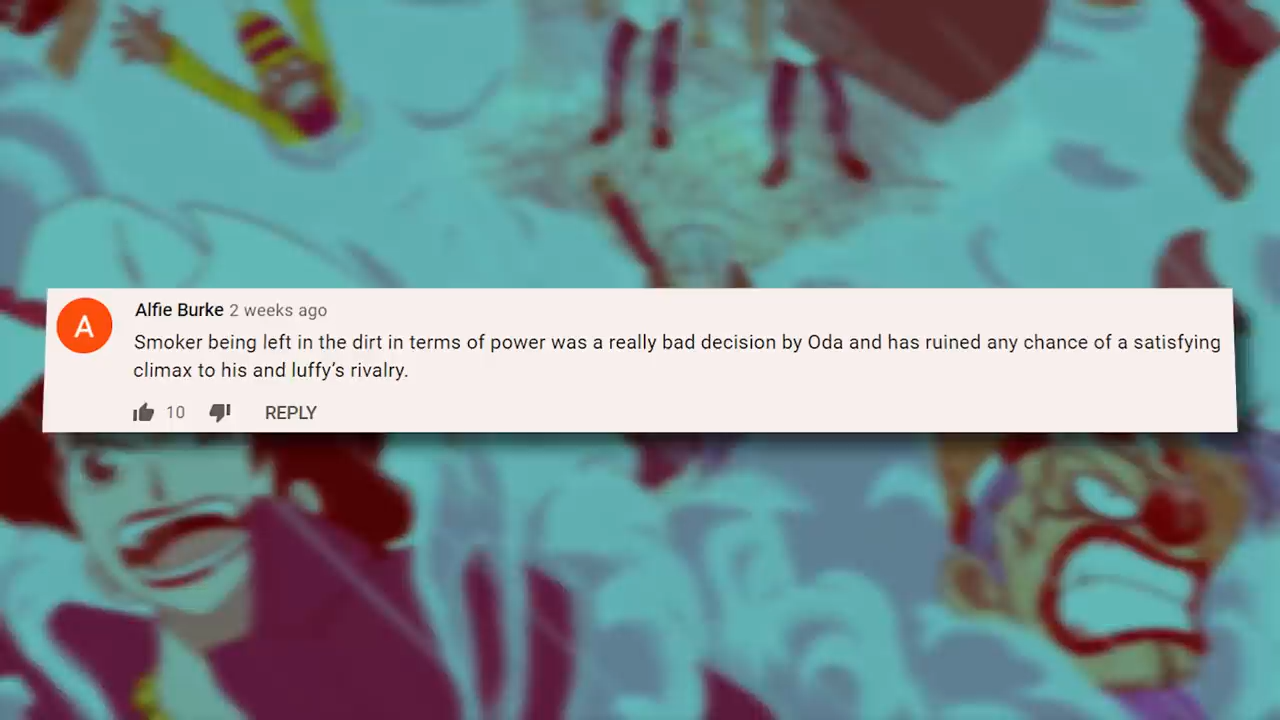 A
Alfie Burke 2 weeks ago
Smoker being left in the dirt in terms of power was a really bad decision by Oda and has ruined any chance of a satisfying
climax to his and luffy's rivalry.
10 REPLY